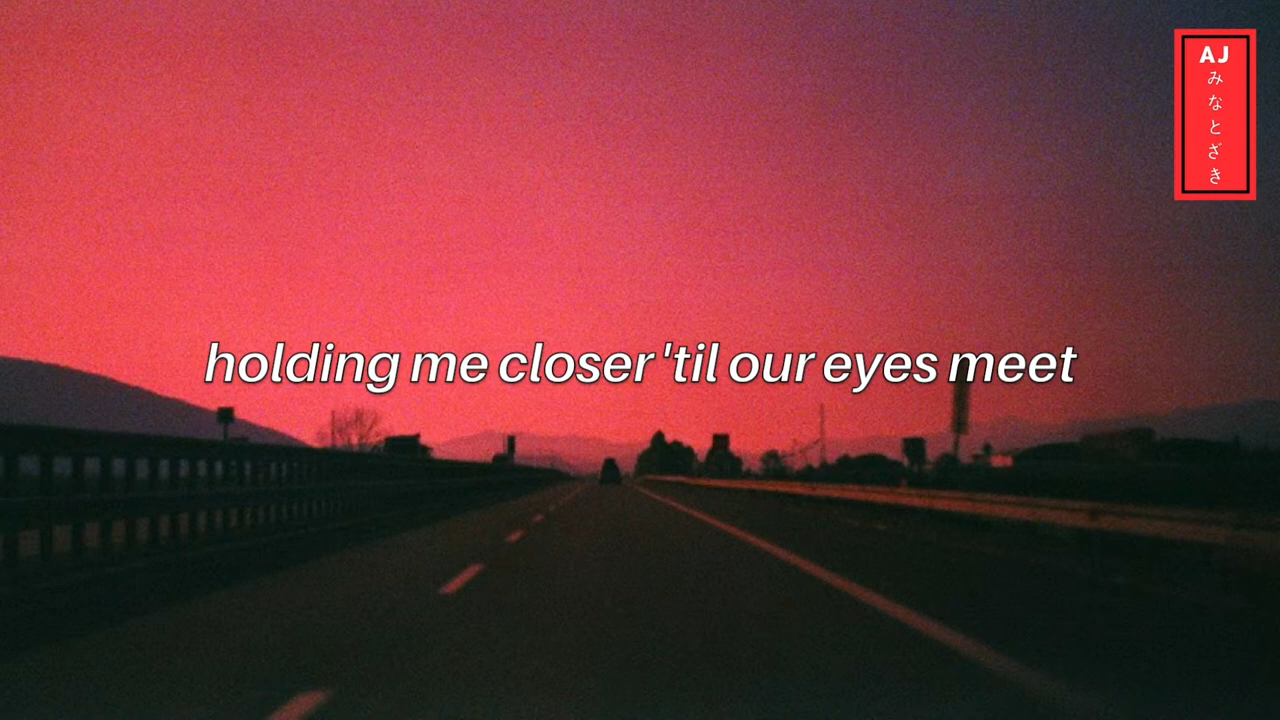 holding me closer 'til our eyes meet
AJ
み
な
と
ざ
き